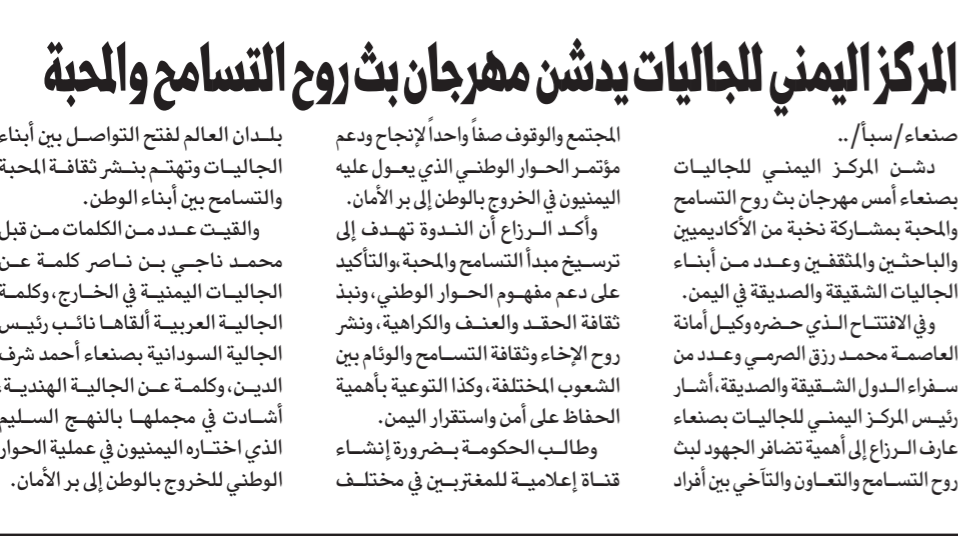 المركز اليمني للجاليات يدشن مهرجان بث روح التسامح والمحبة
صنعاء/سبأ/..
دشن المركز اليمني للجاليات
بصنعاء أمس مهرجان بث روح التسامح
والمحبة بمشاركة نخبة من الأكاديميين
والباحثين والمثقفين وعدد من أبناء
الجاليات الشقيقة والصديقة في اليمن.
وفي الافتتاح الذي حضره وكيل أمانة
العاصمة محمد رزق الصرمي وعدد من
سفراء الدول الشقيقة والصديقة، أشار
رئيس المركز اليمني للجاليات بصنعاء
عارف الرزاع إلى أهمية تضافر الجهود لبث
روح التسامح والتعاون والتآخي بين أفراد
المجتمع والوقوف صفاً واحداً لإنجاح ودعم
مؤتمر الحوار الوطني الذي يعول عليه
اليمنيون في الخروج بالوطن إلى بر الأمان.
وأكد الرزاع أن الندوة تهدف إلى
ترسيخ مبدأ التسامح والمحبة ،والتأكيد
على دعم مفهوم الحوار الوطني، ونبذ
ثقافة الحقد والعنف والكراهية، ونشر
روح الإخاء وثقافة التسامح والوئام بين
الشعوب المختلفة، وكذا التوعية بأهمية
الحفاظ على أمن واستقرار اليمن.
وطالب الحكومة بضرورة إنشاء
قناة إعلامية للمغتربين في مختلف
بلدان العالم لفتح التواصل بين أبناء
الجاليات وتهتم بنشر ثقافة المحبة
والتسامح بين أبناء الوطن.
والقيت عدد من الكلمات من قبل
محمد ناجي بن ناصر كلمة عن
الجاليات اليمنية في الخارج، وكلمة
الجالية العربية ألقاها نائب رئيس
الجالية السودانية بصنعاء أحمد شرف
الدين، وكلمة عن الجالية الهندية،
أشادت في مجملها بالنهج السليم
الذي اختاره اليمنيون في عملية الحوار
الوطني للخروج بالوطن إلى بر الأمان.